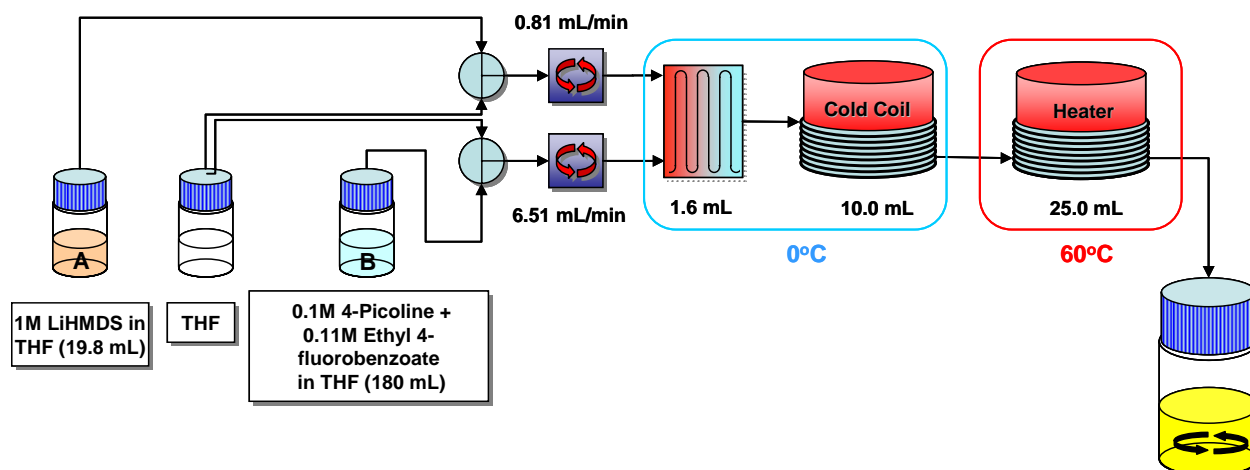 0.81 mL/min
Cold Coil
Heater
6.51 mL/min
1.6 mL
10.0 mL
25.0 mL
0ºC
60ºC
A
B
1M LiHMDS in
THF (19.8 mL)
THF
0.1M 4-Picoline +
0.11M Ethyl 4-
fluorobenzoate
in THF (180 mL)